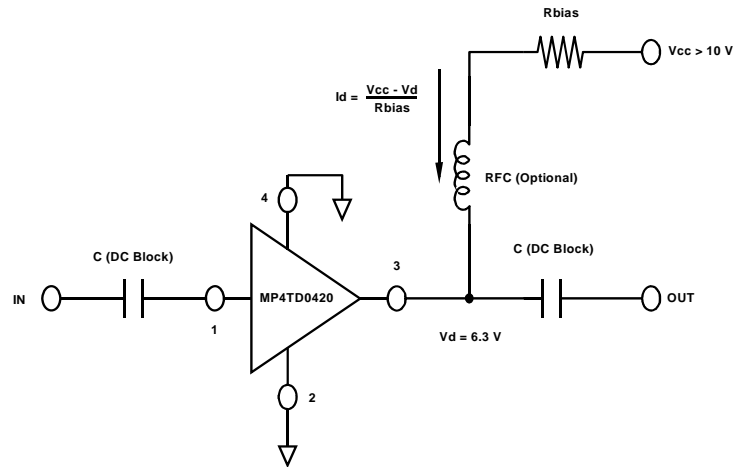 Rbias
Vcc > 10 V
Id = Vcc - Vd
Rbias
RFC (Optional)
4
C (DC Block)
3
C (DC Block)
IN
MP4TD0420
OUT
1
Vd = 6.3 V
2